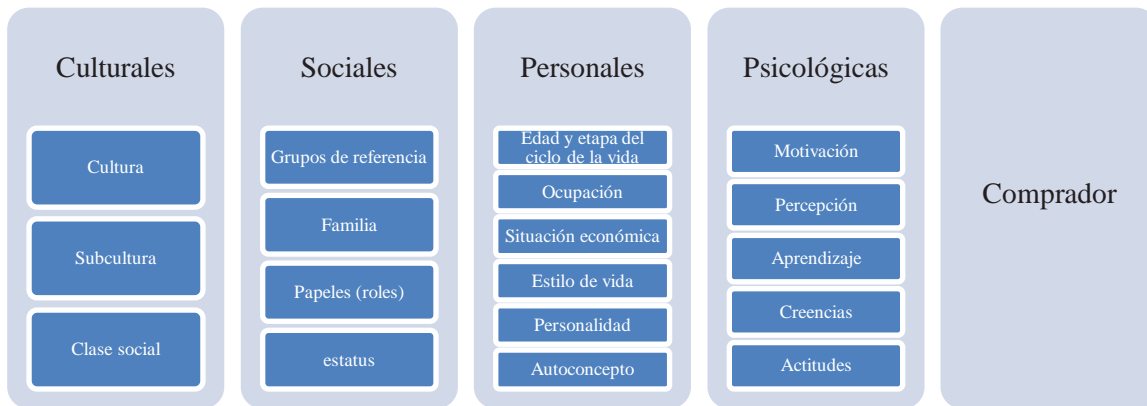 Culturales
Cultura
Subcultura
Clase social
Sociales
Grupos de referencia
Familia
Papeles (roles)
estatus
Personales
Edad y etapa del
ciclo de la vida
Ocupación
Situación económica
Estilo de vida
Personalidad
Autoconcepto
Psicológicas
Motivación
Percepción
Aprendizaje
Creencias
Actitudes
Comprador